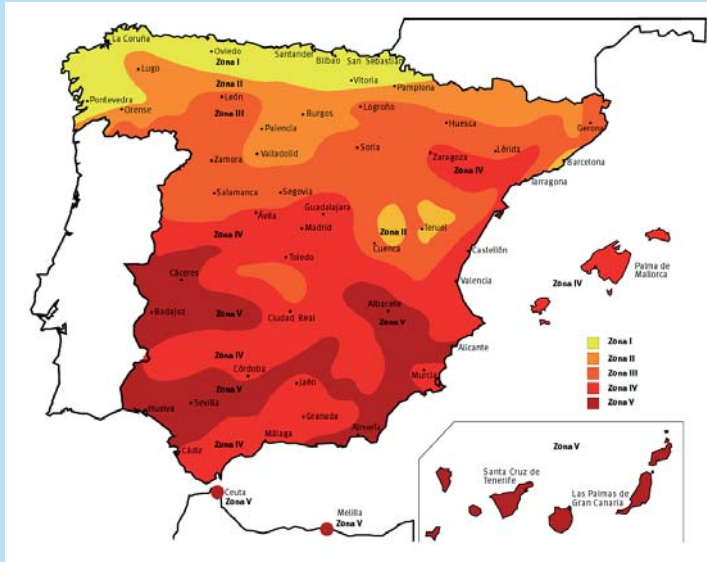 La Coruña
Oviedo
Santander
Bilbao
San Sebastián
Zona I
Lugo
Vitoria
Zona II
Pamplona
León
Pontevedra
Orense
Zona III
Burgos
Logroño
Huesca
Gerona
Palencia
Valladolid
Soria
Zaragoza
Lérida
Zamora
Zona IV
Barcelona
Tarragona
Salamanca
Segovia
Guadalajara
Ávila
Zona IV
Madrid
Zona II
Teruel
Cuenca
Castellón
Toledo
Palma de
Mallorca
Cáceres
Valencia
Zona IV
Badajoz
Zona V
Ciudad Real
Albacete
Zona V
Zona I
Zona II
Zona III
Zona IV
Zona V
Alicante
Zona IV
Córdoba
Jaén
Murcia
Zona V
Huelva
Sevilla
Granada
Almería
Málaga
Zona IV
Cádiz
Zona V
Santa Cruz de
Tenerife
Las Palmas de
Gran Canaria
Ceuta
Zona V
Melilla
Zona V